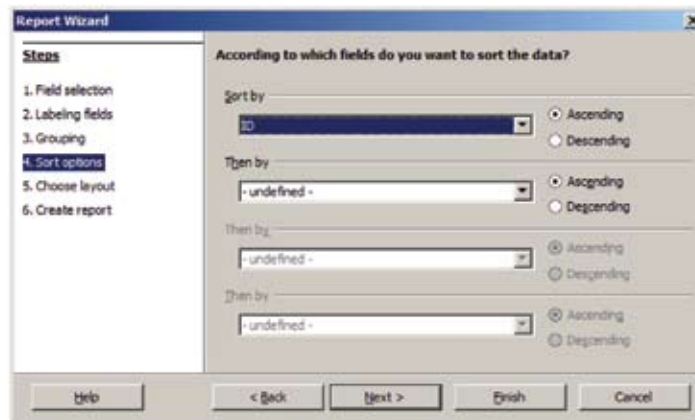 Report Wizard
Steps
1. Field selection
2. Labeling fields
3. Grouping
4. Sort options
5. Choose layout
6. Create report
According to which fields do you want to sort the data?
Sort by
ID
Ascending
Descending
Then by
- undefined -
Ascending
Descending
Then by
- undefined -
Ascending
Descending
Then by
- undefined -
Ascending
Descending
Help
< Back
Next >
Finish
Cancel